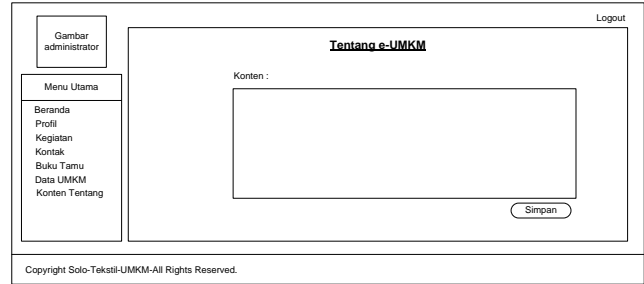 Logout
Gambar
administrator
Tentang e-UMKM
Menu Utama
Konten :
Beranda
Profil
Kegiatan
Kontak
Buku Tamu
Data UMKM
Konten Tentang
Simpan
Copyright Solo-Tekstil-UMKM-All Rights Reserved.